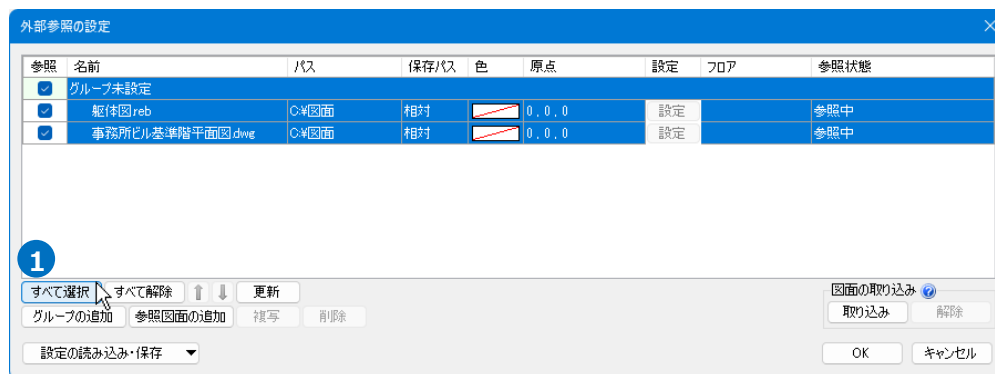 外部参照の設定
参照 名前 パス 保存パス 色 原点 設定 フロア 参照状態
グループ未設定
躯体図.reb C:¥図面 相対 0, 0, 0 設定 参照中
事務所ビル基準階平面図.dwg C:¥図面 相対 0, 0, 0 設定 参照中
1
すべて選択 すべて解除 ⬆ ⬇ 更新
図面の取り込み ?
グループの追加 参照図面の追加 複写 削除 取り込み 解除
設定の読み込み・保存 ▼ OK キャンセル